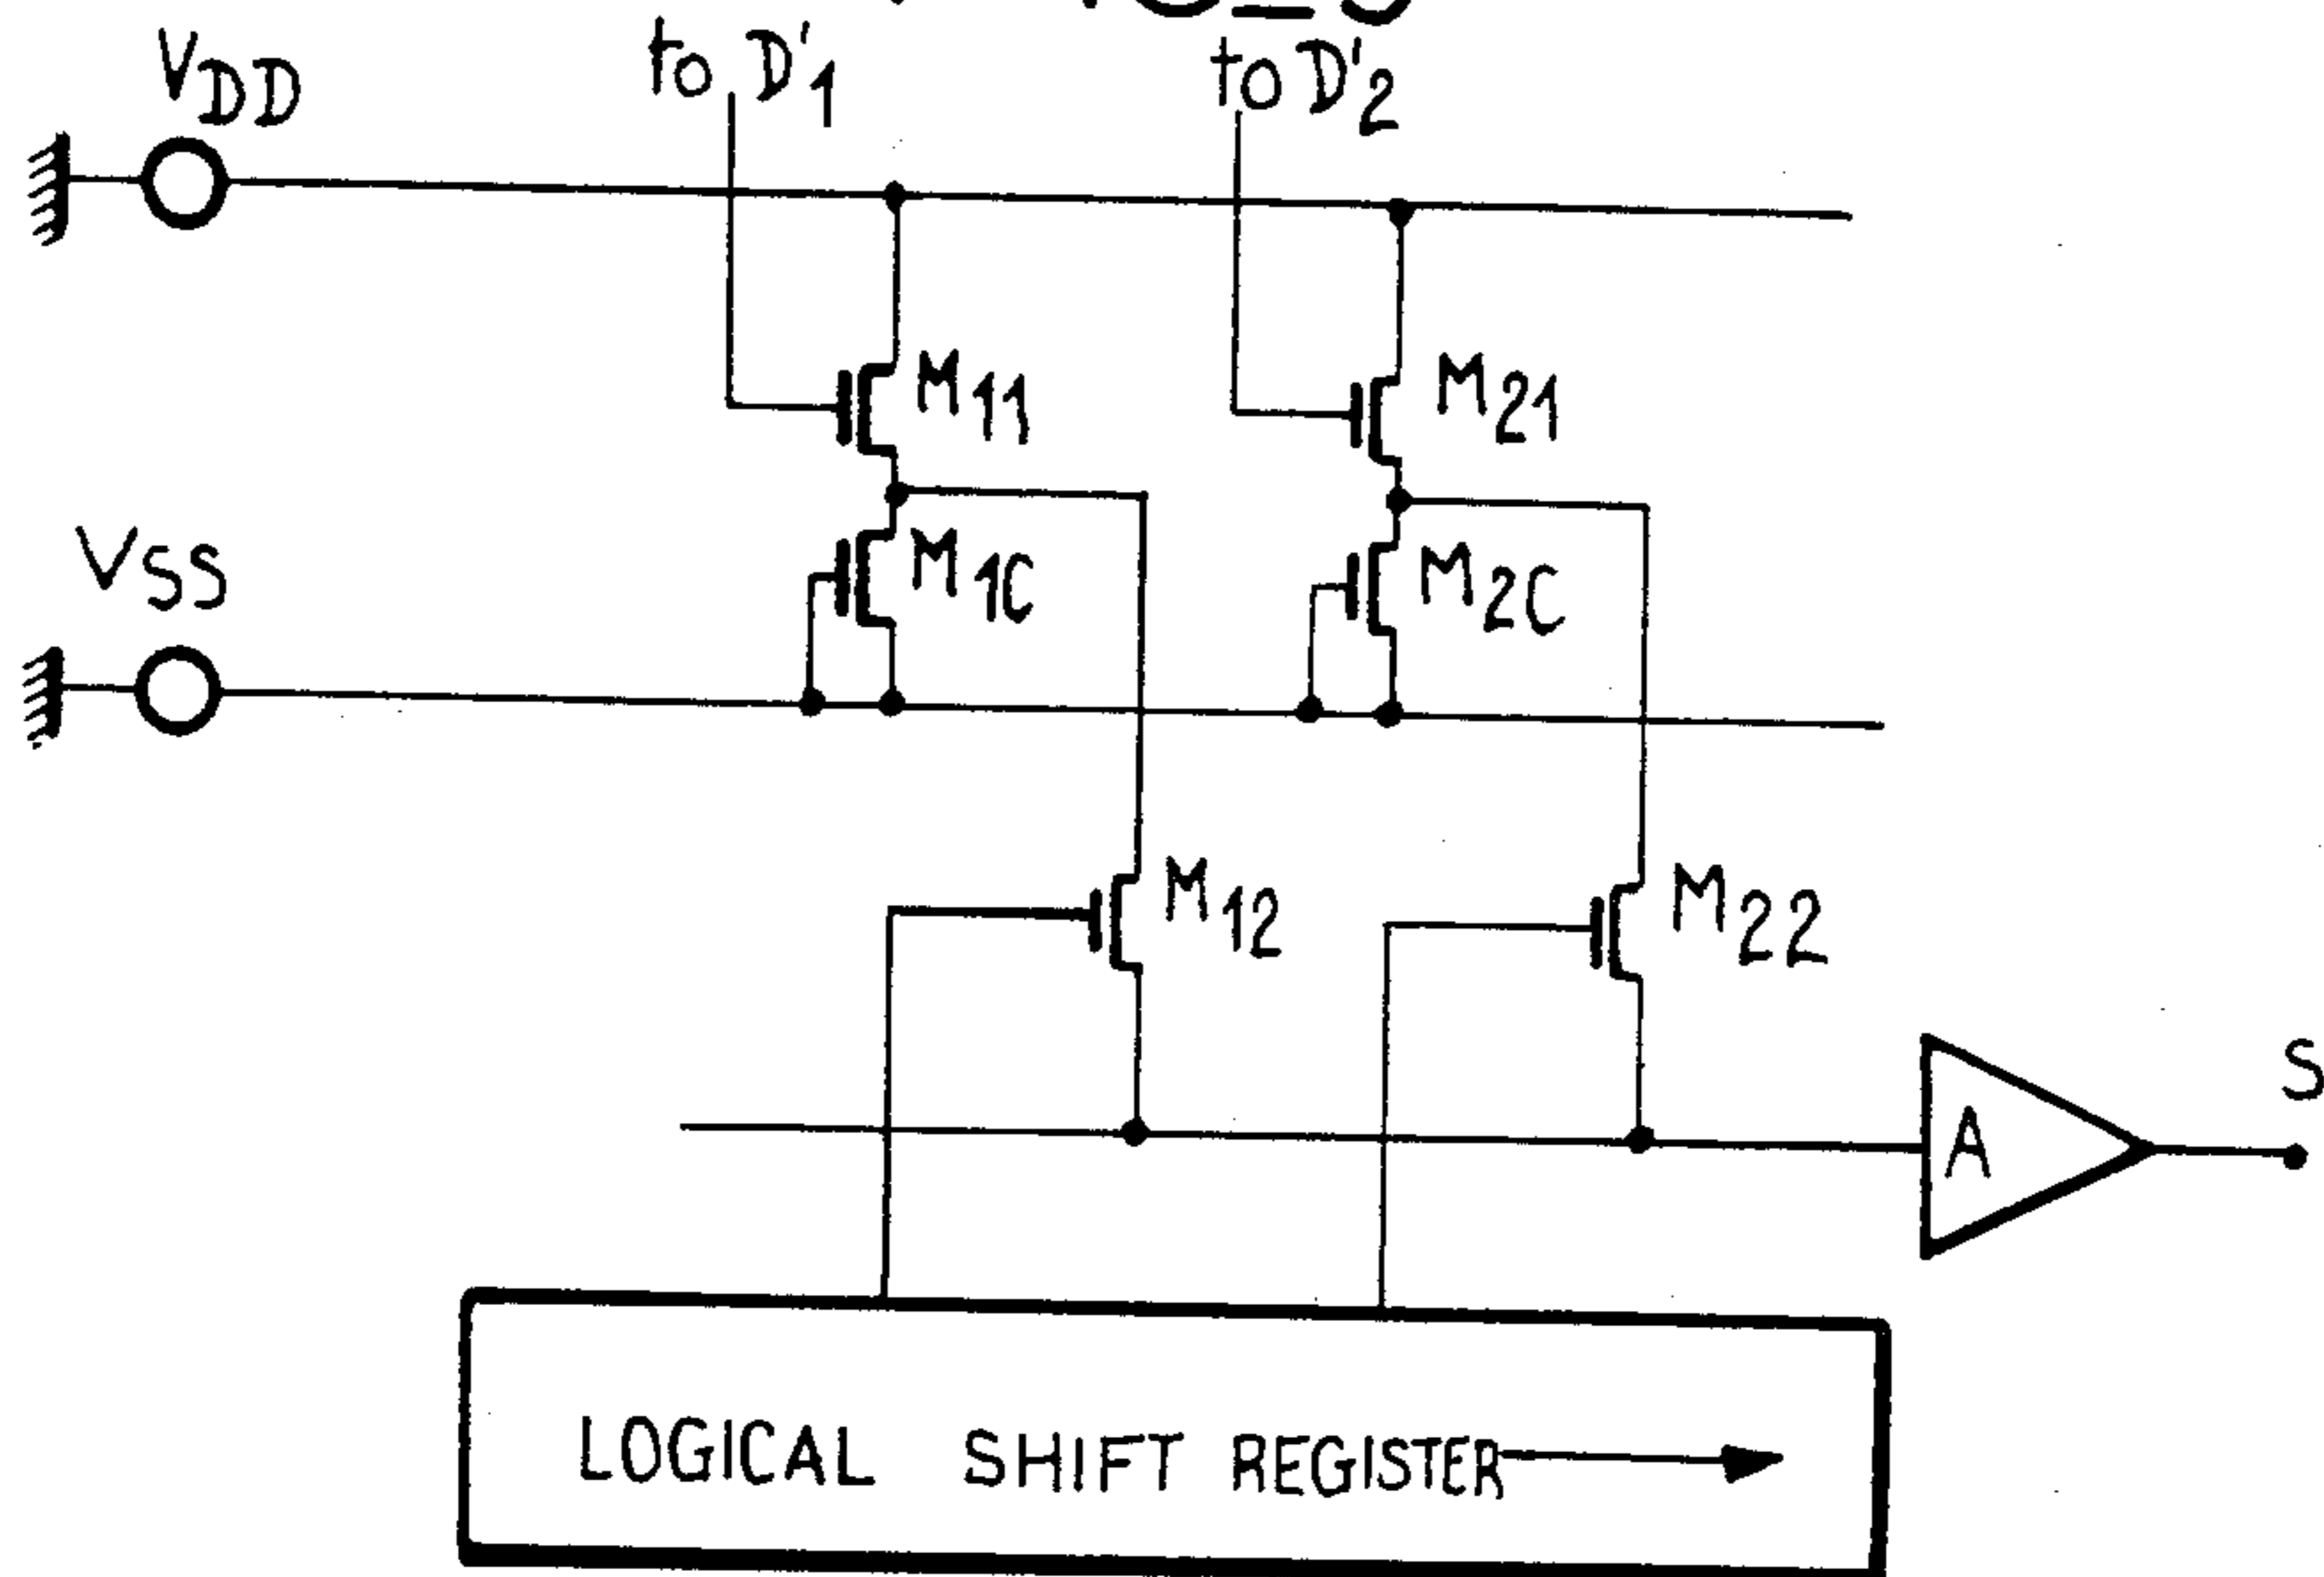 VDD
to D'1
to D'2
M11
M21
M1C
M2C
VSS
M12
M22
S
A
LOGICAL SHIFT REGISTER